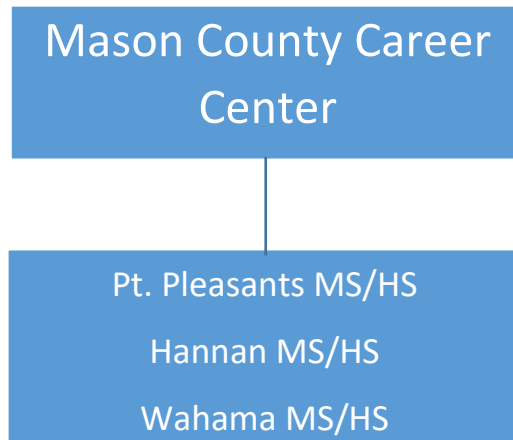 Mason County Career
Center
Pt. Pleasants MS/HS
Hannan MS/HS
Wahama MS/HS